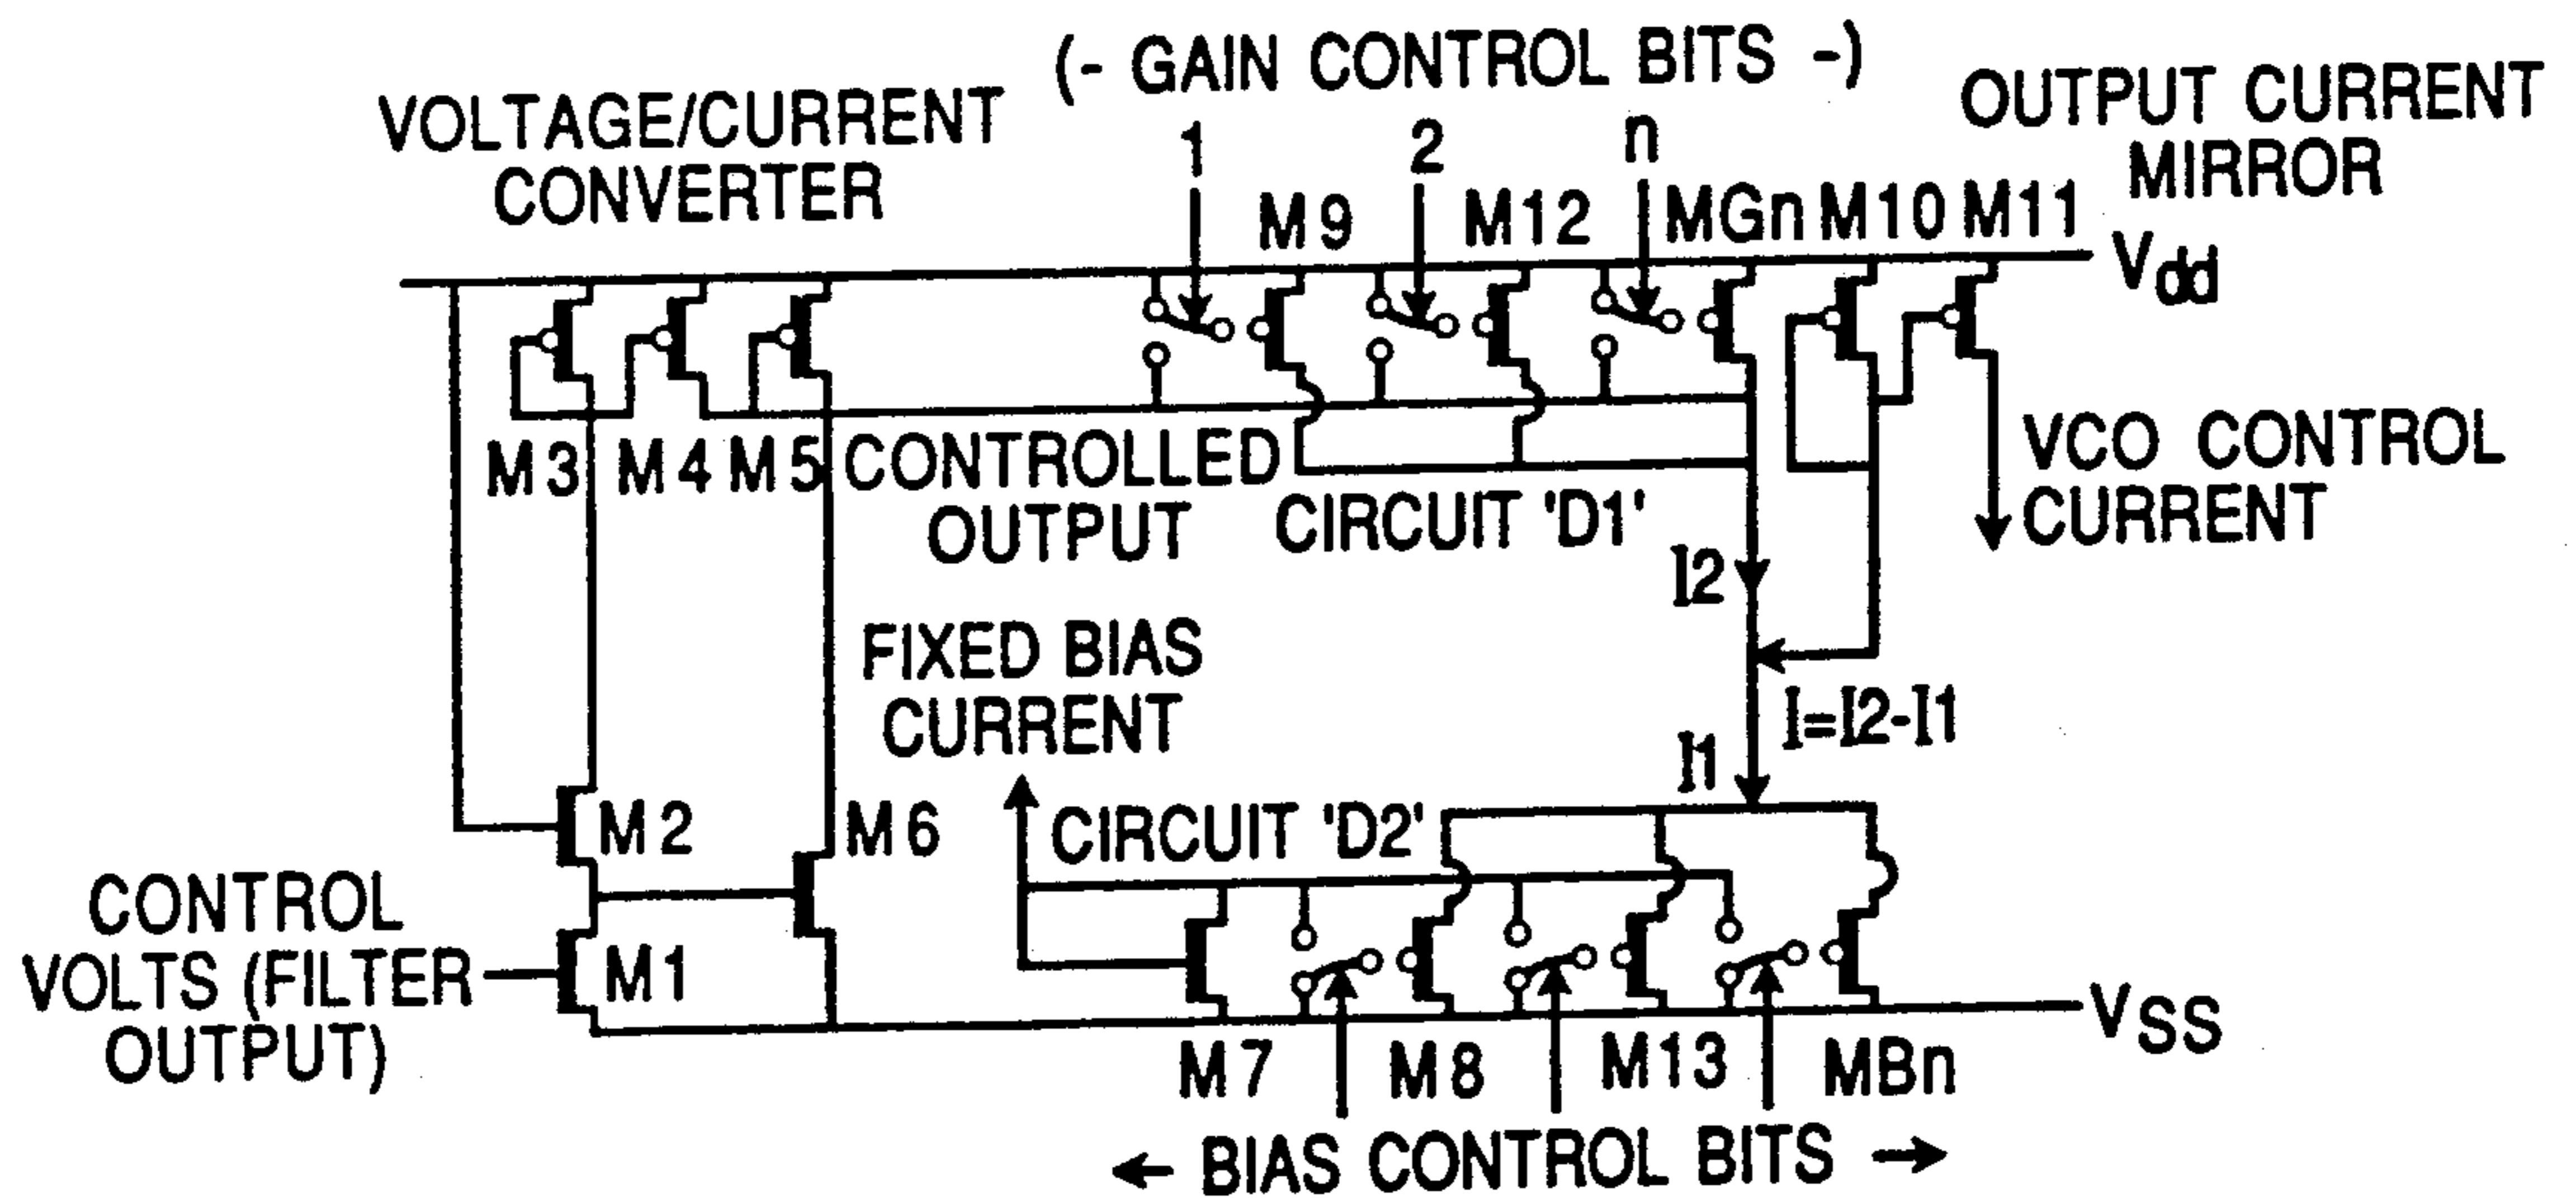 (- GAIN CONTROL BITS -)
VOLTAGE/CURRENT
CONVERTER
OUTPUT CURRENT
MIRROR
1
2
n
M9
M12
MGn
M10
M11
Vdd
M3
M4
M5
CONTROLLED
OUTPUT
CIRCUIT 'D1'
VCO CONTROL
CURRENT
I2
FIXED BIAS
CURRENT
I=I2-I1
I1
M2
M6
CIRCUIT 'D2'
CONTROL
VOLTS (FILTER
OUTPUT)
M1
VSS
M7
M8
M13
MBn
← BIAS CONTROL BITS →